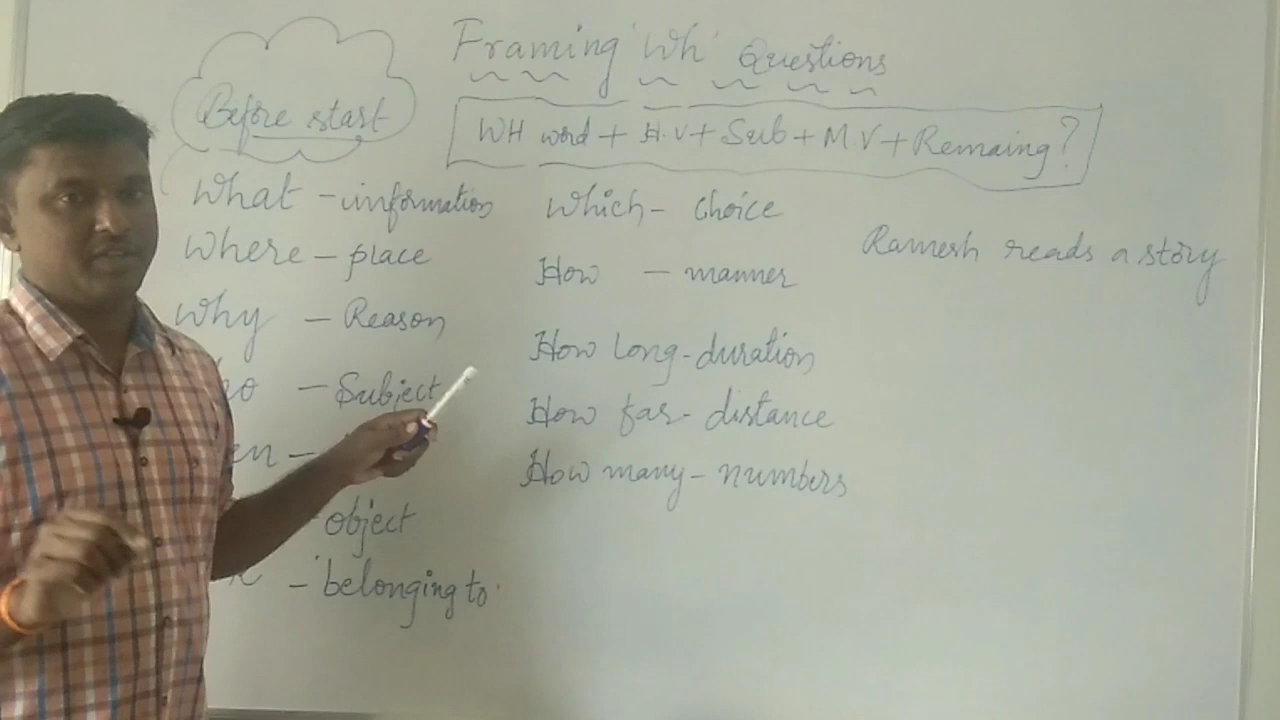 Framing 'Wh' Questions
Before start
WH word + H.V + Sub + M V + Remaing?
What - information
Where - place
Why - Reason
- Subject
-
- object
- belonging to.
Which - Choice
How - manner
How long - duration
How far - distance
How many - numbers
Ramesh reads a story